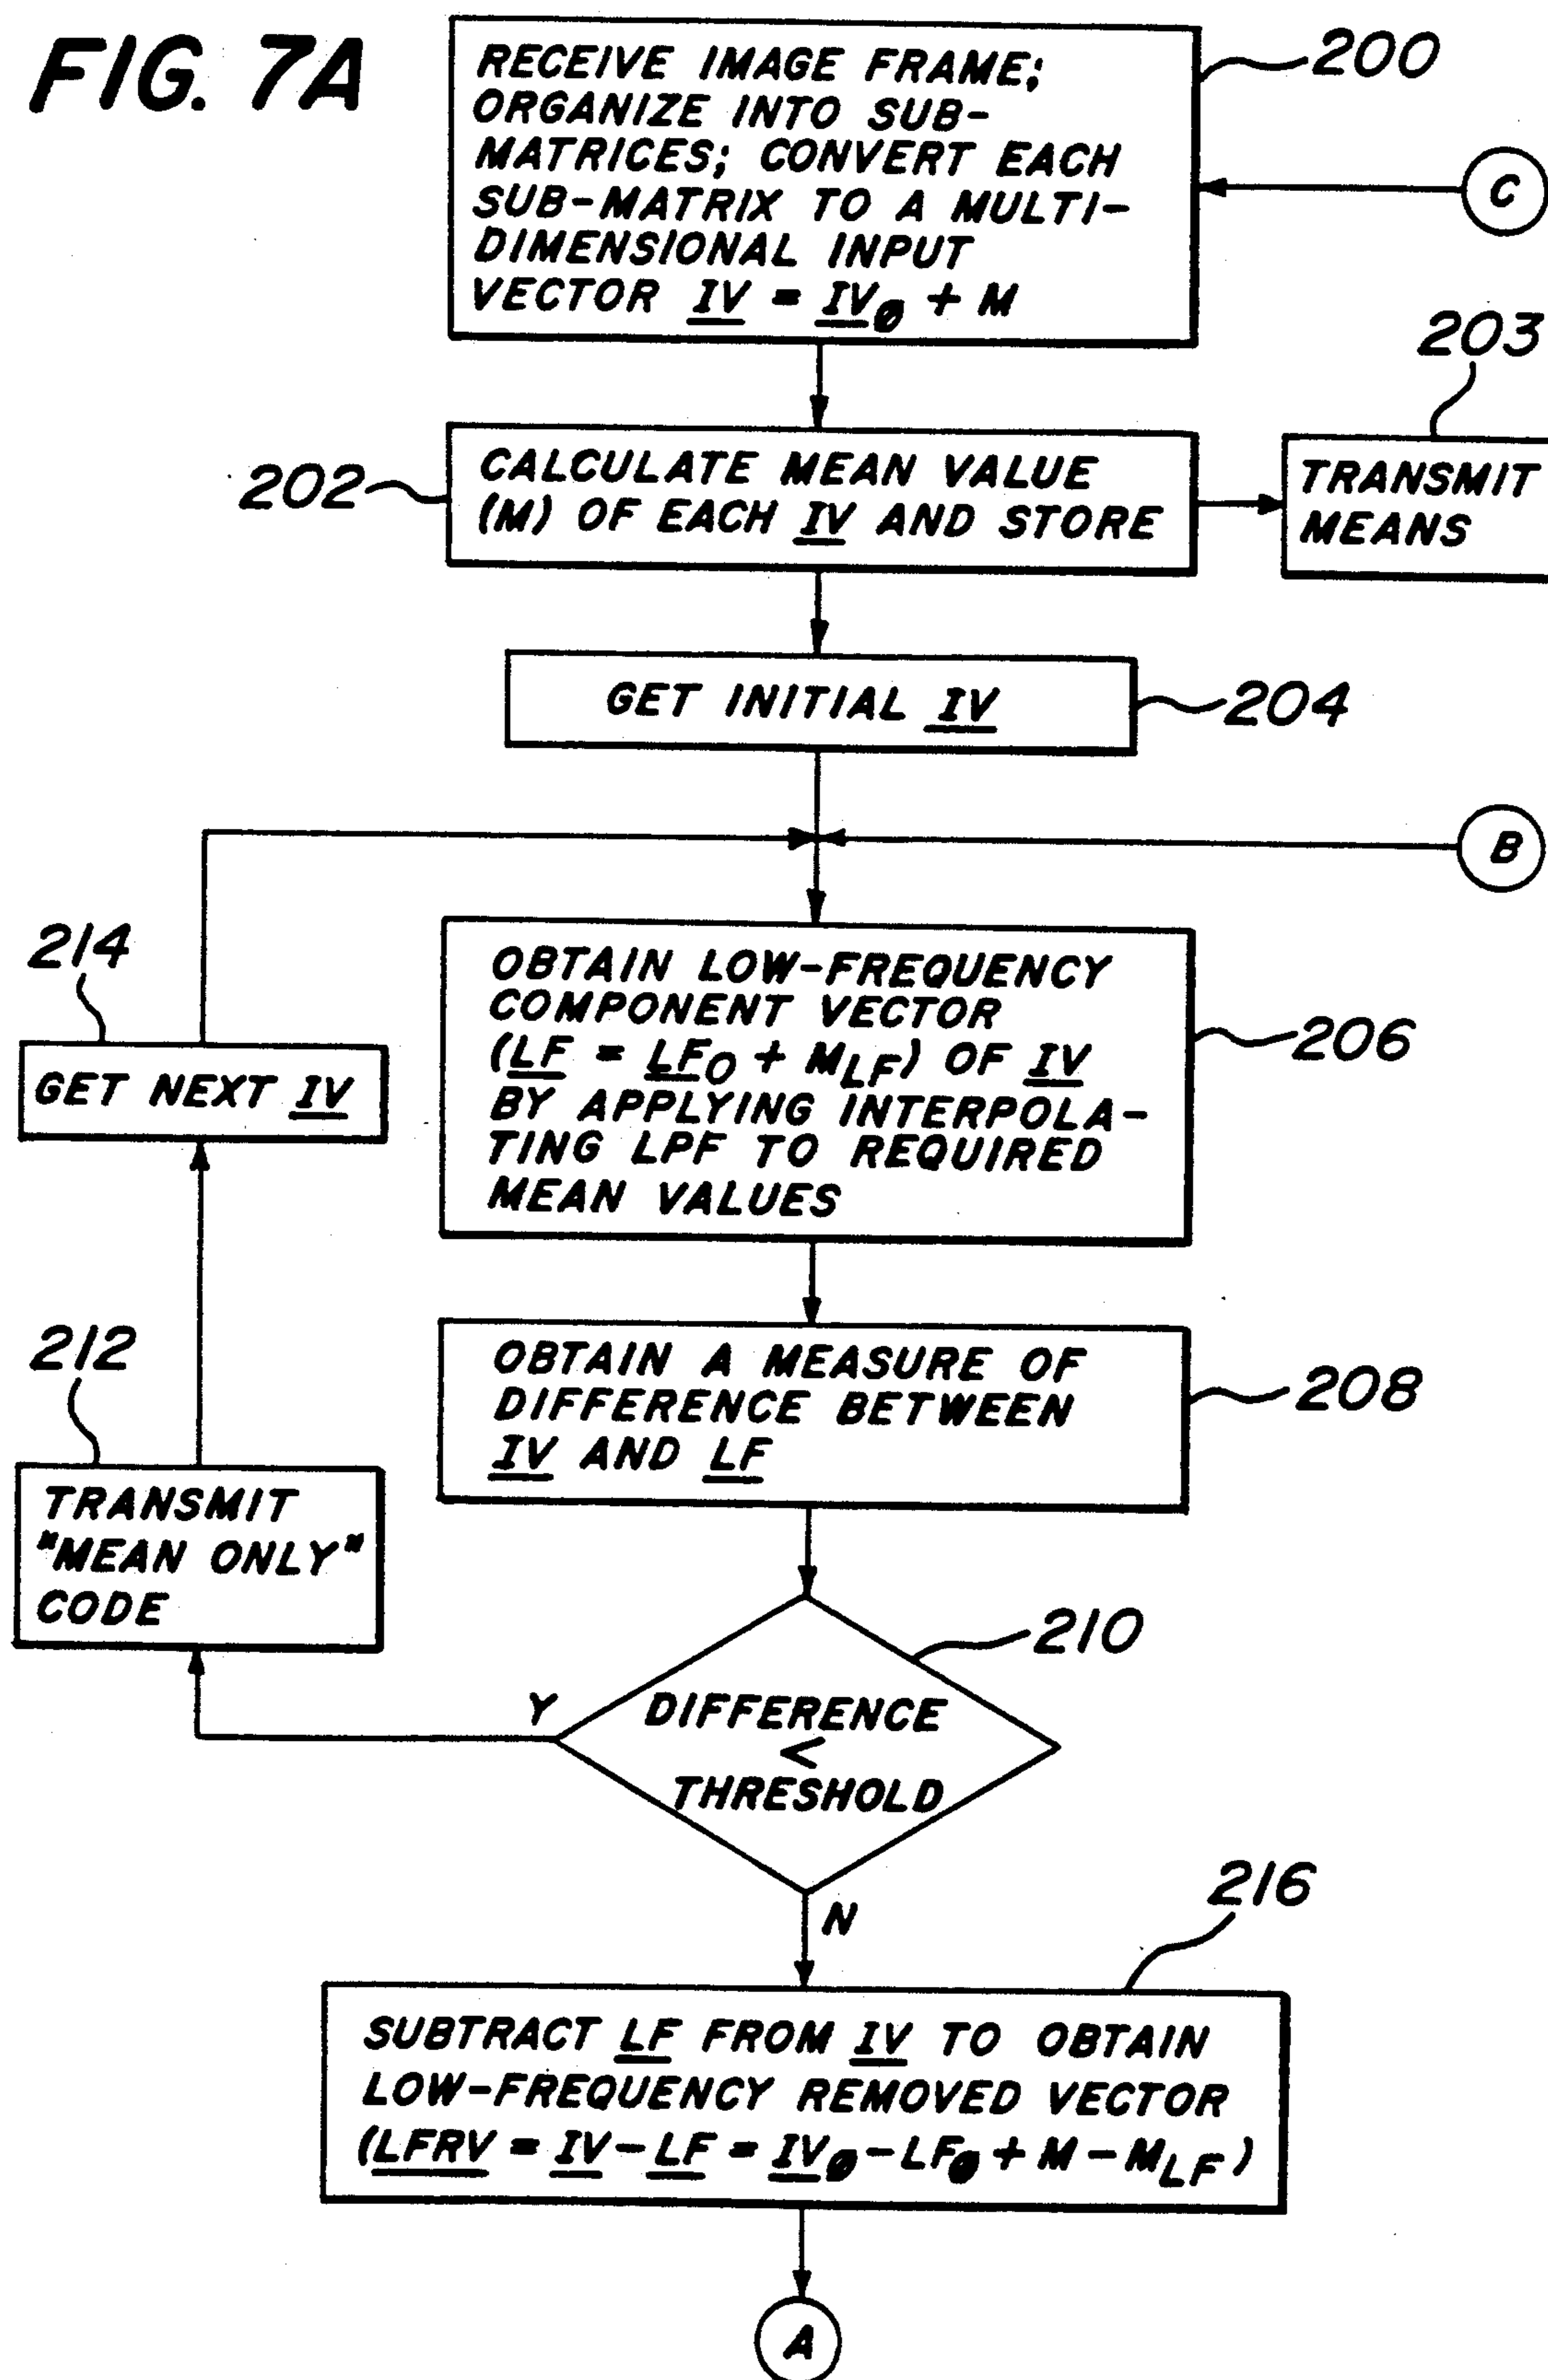 FIG. 7A
RECEIVE IMAGE FRAME;
ORGANIZE INTO SUB-
MATRICES; CONVERT EACH
SUB-MATRIX TO A MULTI-
DIMENSIONAL INPUT
VECTOR IV = IVø + M
200
C
202
CALCULATE MEAN VALUE
(M) OF EACH IV AND STORE
203
TRANSMIT
MEANS
GET INITIAL IV
204
B
214
GET NEXT IV
OBTAIN LOW-FREQUENCY
COMPONENT VECTOR
(LF = LFO + MLF) OF IV
BY APPLYING INTERPOLA-
TING LPF TO REQUIRED
MEAN VALUES
206
212
TRANSMIT
"MEAN ONLY"
CODE
OBTAIN A MEASURE OF
DIFFERENCE BETWEEN
IV AND LF
208
210
Y
DIFFERENCE
<
THRESHOLD
N
216
SUBTRACT LF FROM IV TO OBTAIN
LOW-FREQUENCY REMOVED VECTOR
(LFRV = IV - LF = IVø - LFø + M - MLF)
A